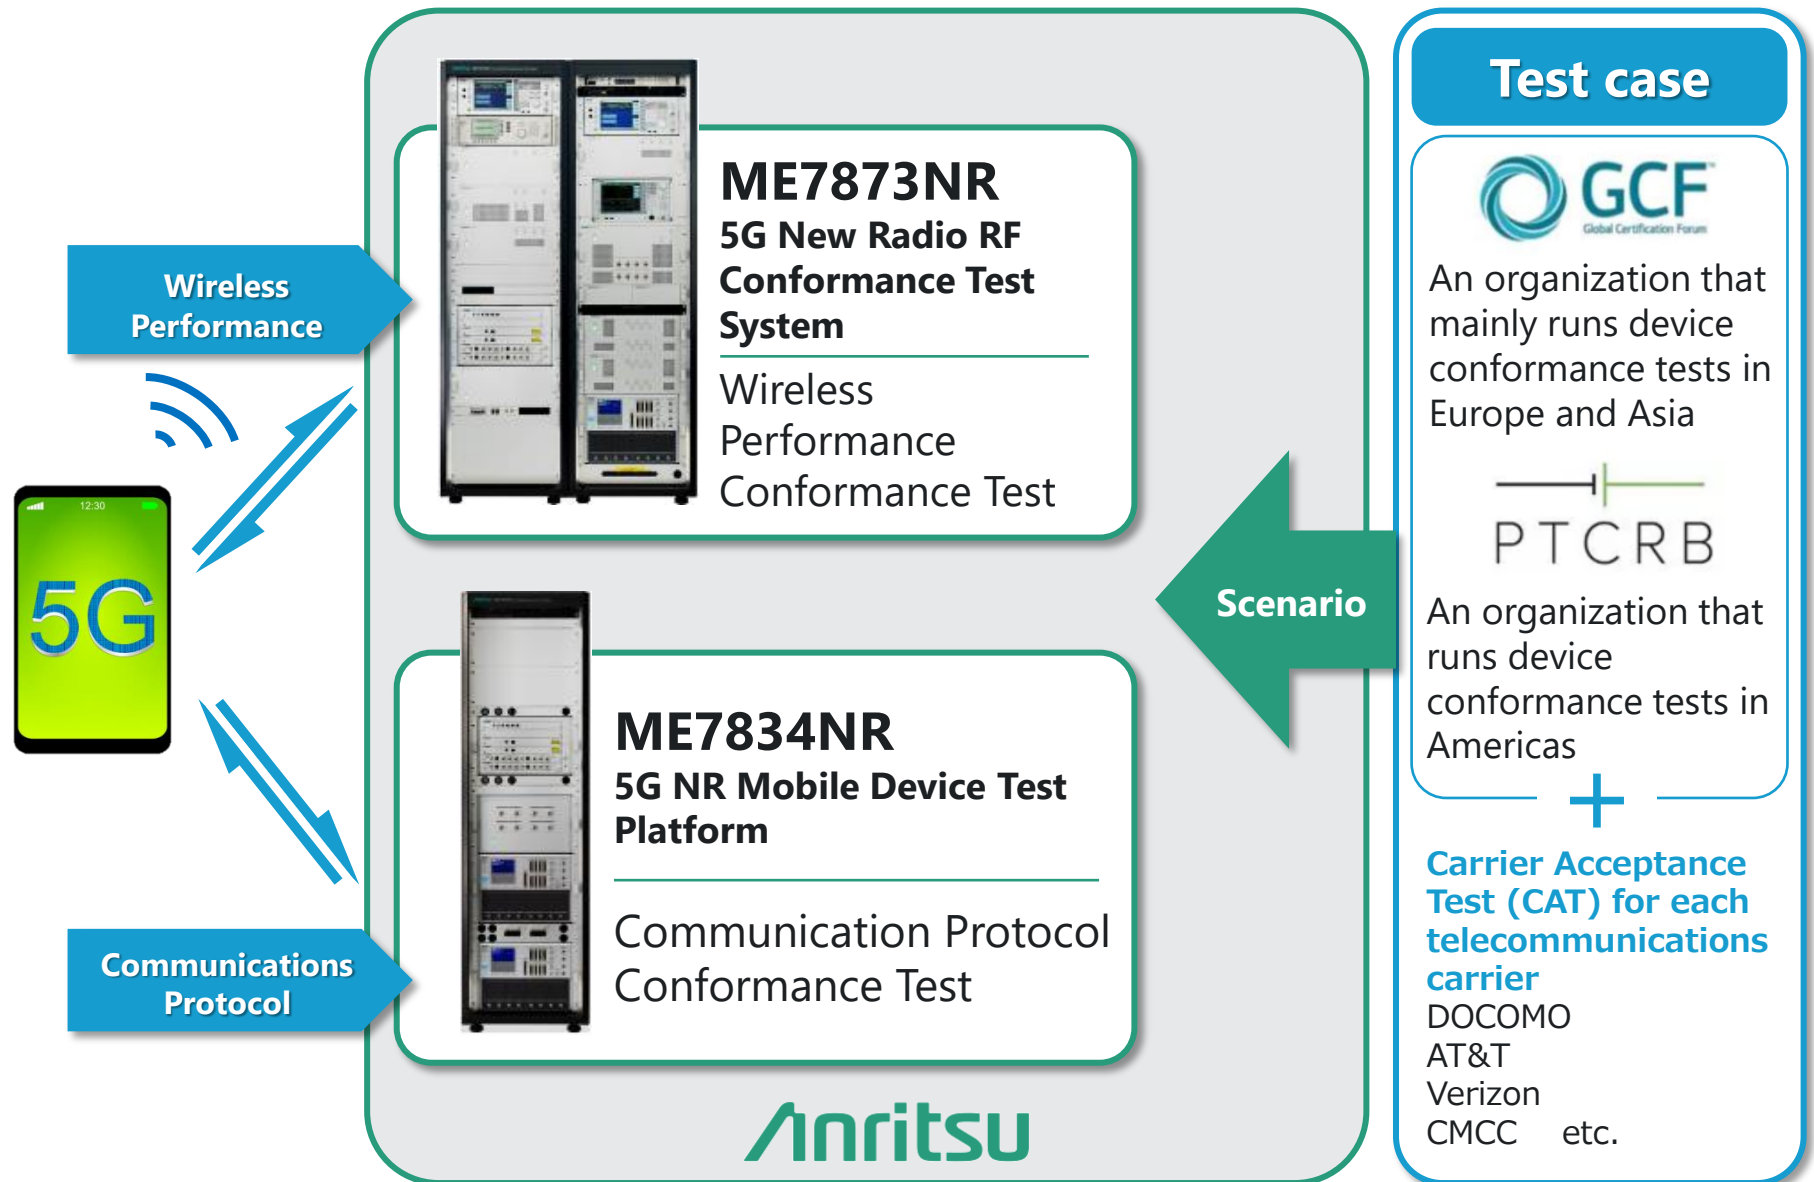 Wireless
Performance
12:30
5G
Communications
Protocol
ME7873NR
5G New Radio RF
Conformance Test
System
Wireless
Performance
Conformance Test
ME7834NR
5G NR Mobile Device Test
Platform
Communication Protocol
Conformance Test
Anritsu
Scenario
Test case
GCF™
Global Certification Forum
An organization that
mainly runs device
conformance tests in
Europe and Asia
PTCRB
An organization that
runs device
conformance tests in
Americas
+
Carrier Acceptance
Test (CAT) for each
telecommunications
carrier
DOCOMO
AT&T
Verizon
CMCC etc.